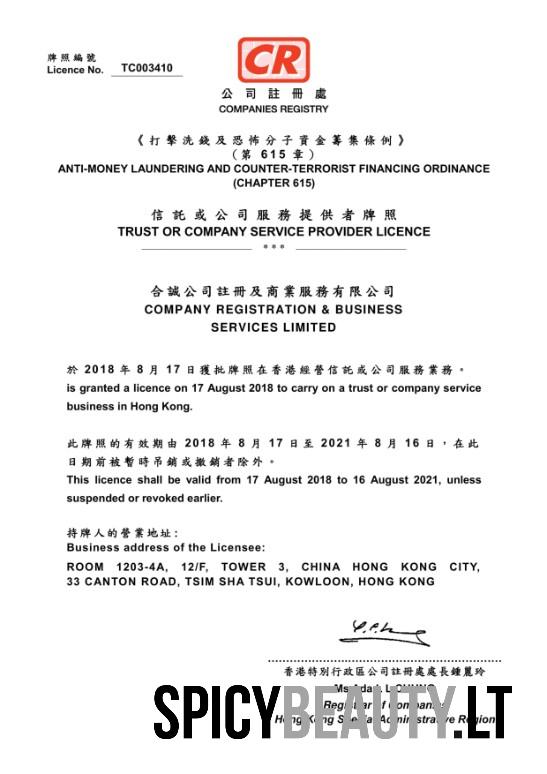 牌照編號
Licence No. TC003410
CR
公司註冊處
COMPANIES REGISTRY
《打擊洗錢及恐怖分子資金籌集條例》
(第 615 章)
ANTI-MONEY LAUNDERING AND COUNTER-TERRORIST FINANCING ORDINANCE
(CHAPTER 615)
信託或公司服務提供者牌照
TRUST OR COMPANY SERVICE PROVIDER LICENCE
***
合誠公司註冊及商業服務有限公司
COMPANY REGISTRATION & BUSINESS
SERVICES LIMITED
於 2018 年 8 月 17 日獲批牌照在香港經營信託或公司服務業務。
is granted a licence on 17 August 2018 to carry on a trust or company service
business in Hong Kong.
此牌照的有效期由 2018 年 8 月 17 日至 2021 年 8 月 16 日，在此
日期前被暫時吊銷或撤銷者除外。
This licence shall be valid from 17 August 2018 to 16 August 2021, unless
suspended or revoked earlier.
持牌人的營業地址:
Business address of the Licensee:
ROOM 1203-4A, 12/F, TOWER 3, CHINA HONG KONG CITY,
33 CANTON ROAD, TSIM SHA TSUI, KOWLOON, HONG KONG
香港特別行政區公司註冊處處長鍾麗玲
Ms Ada
Registrar of Companies
Hong Kong Special Administrative Region
SPICYBEAUTY.LT